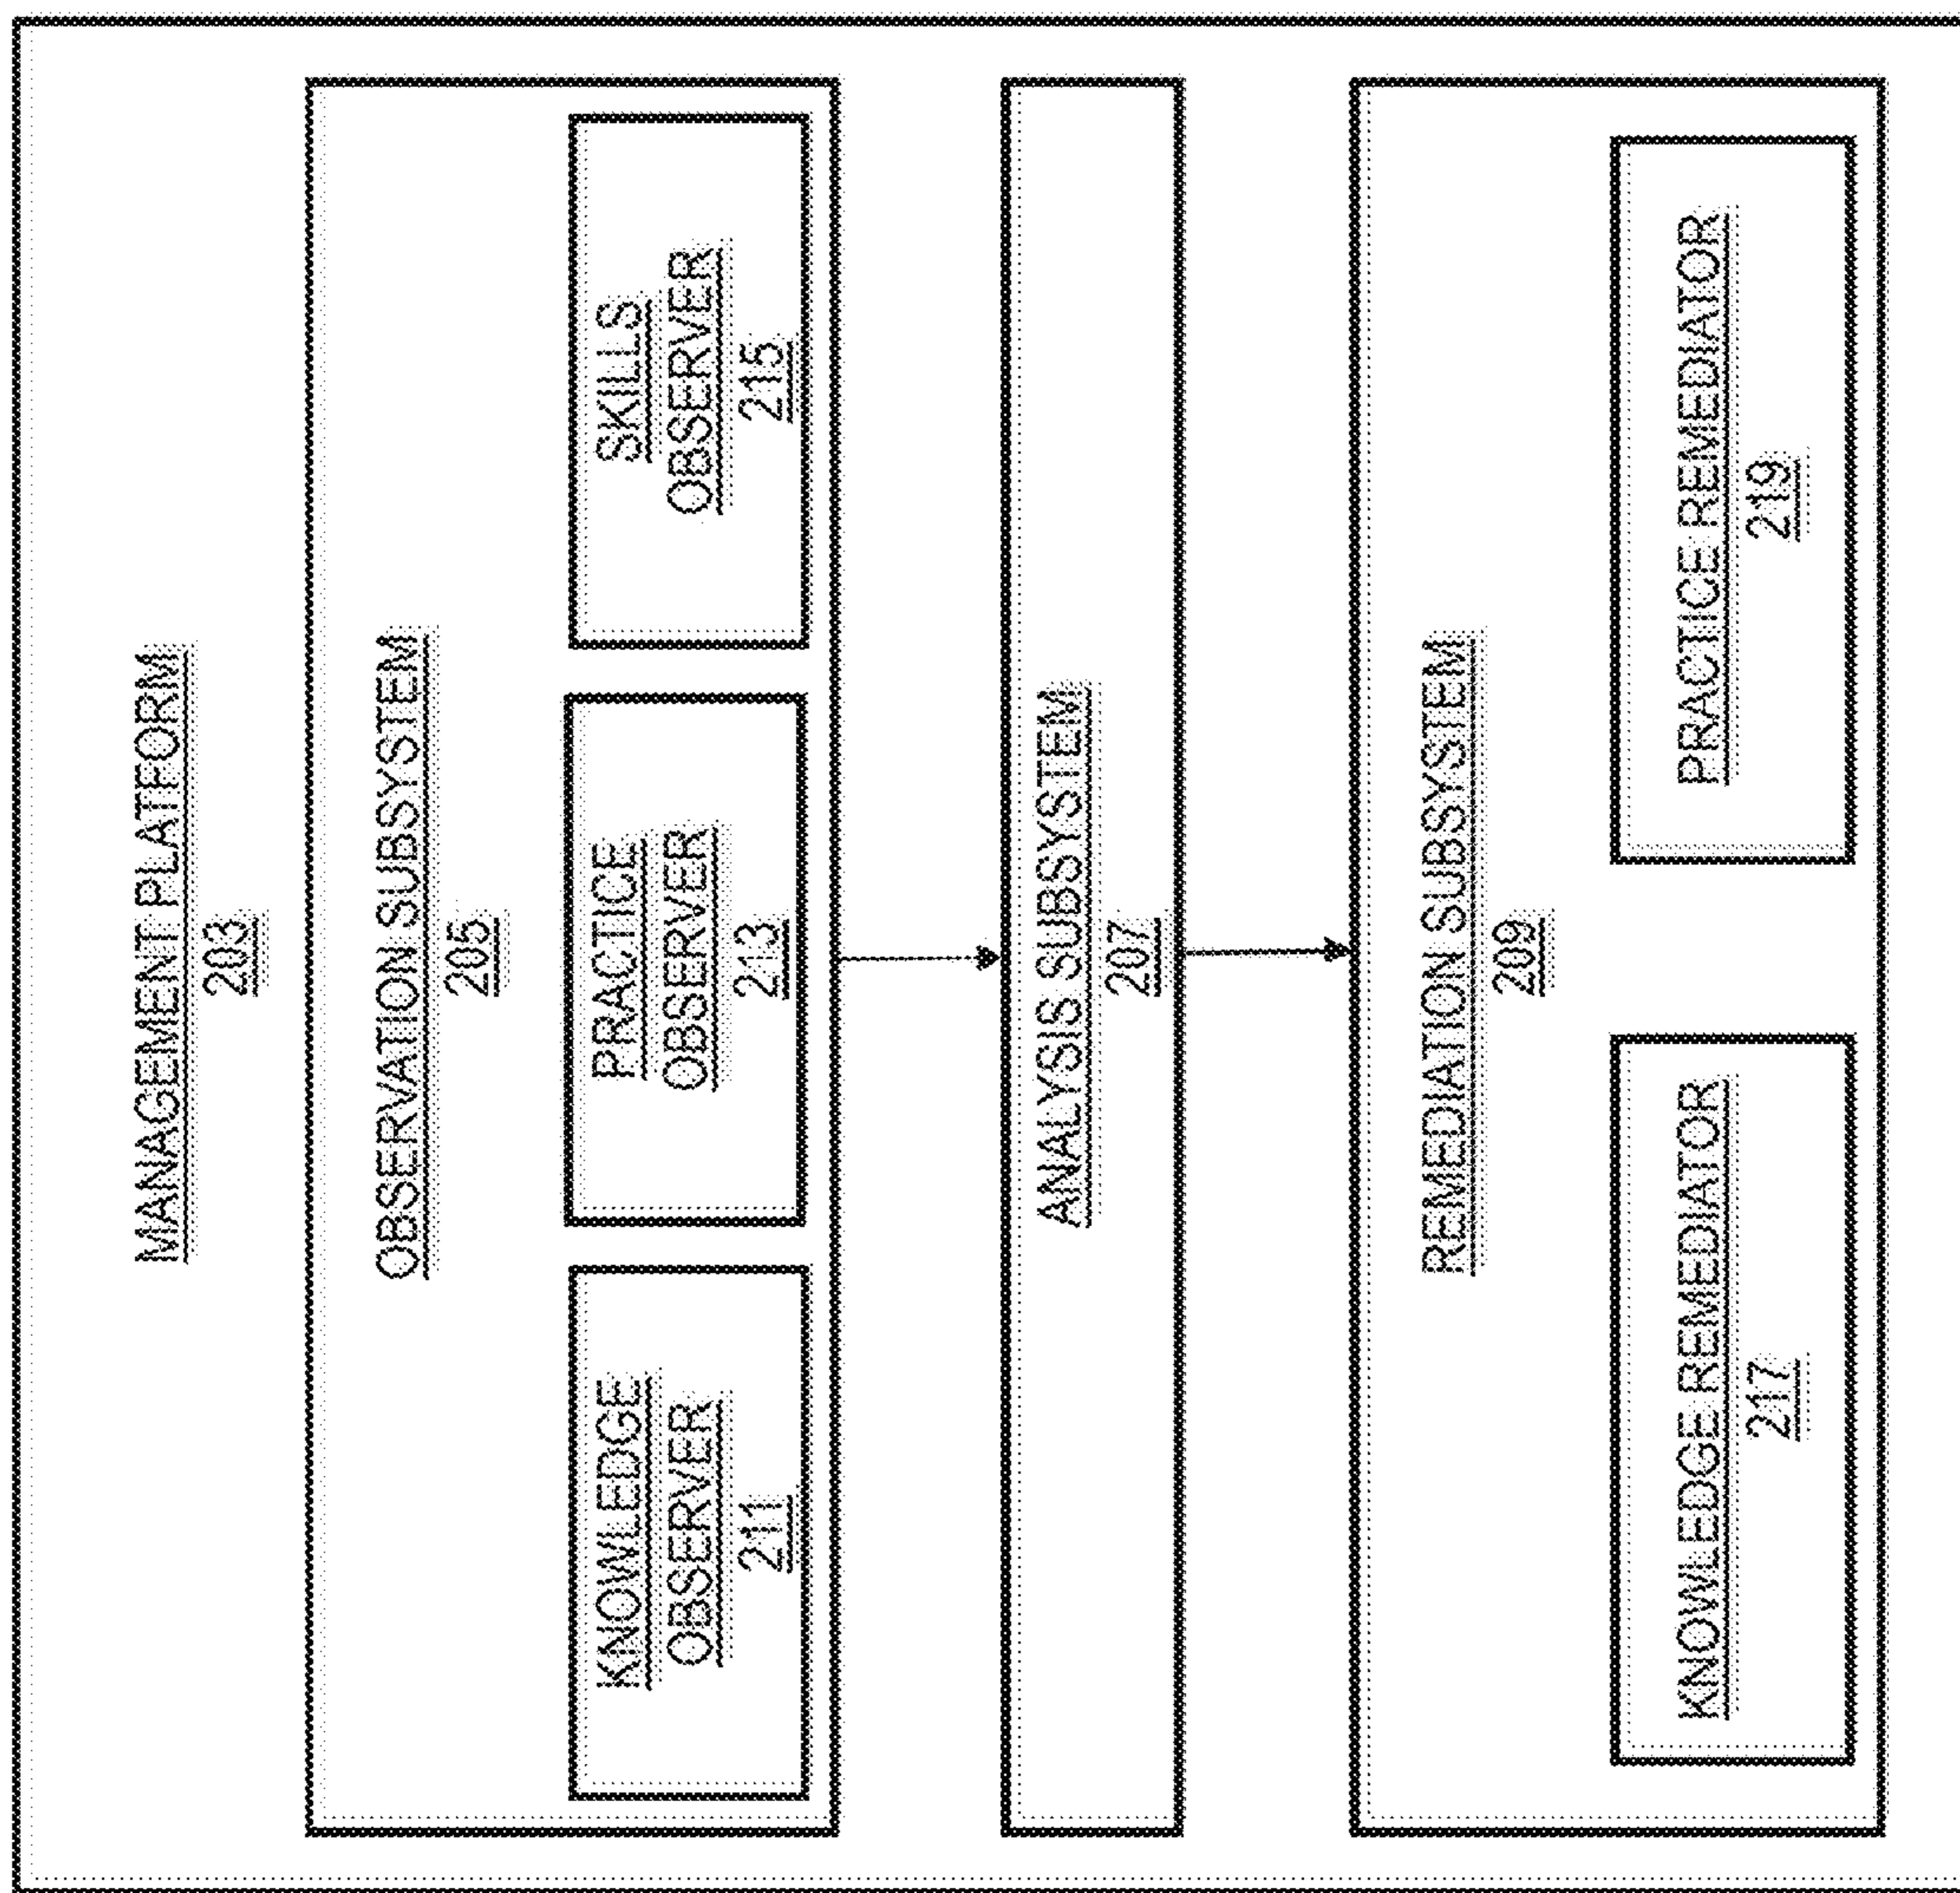 MANAGEMENT PLATFORM
203
OBSERVATION SUBSYSTEM
205
KNOWLEDGE
OBSERVER
211
PRACTICE
OBSERVER
213
SKILLS
OBSERVER
215
ANALYSIS SUBSYSTEM
207
REMEDIATION SUBSYSTEM
209
KNOWLEDGE REMEDIATOR
217
PRACTICE REMEDIATOR
219